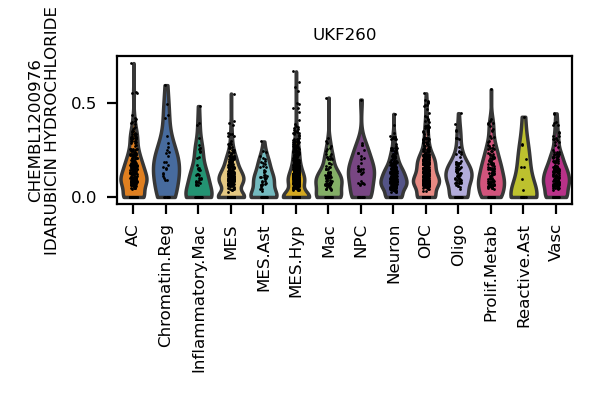 UKF260
CHEMBL1200976
IDARUBICIN HYDROCHLORIDE
0.5
0.0
AC
Chromatin.Reg
Inflammatory.Mac
MES
MES.Ast
MES.Hyp
Mac
NPC
Neuron
OPC
Oligo
Prolif.Metab
Reactive.Ast
Vasc